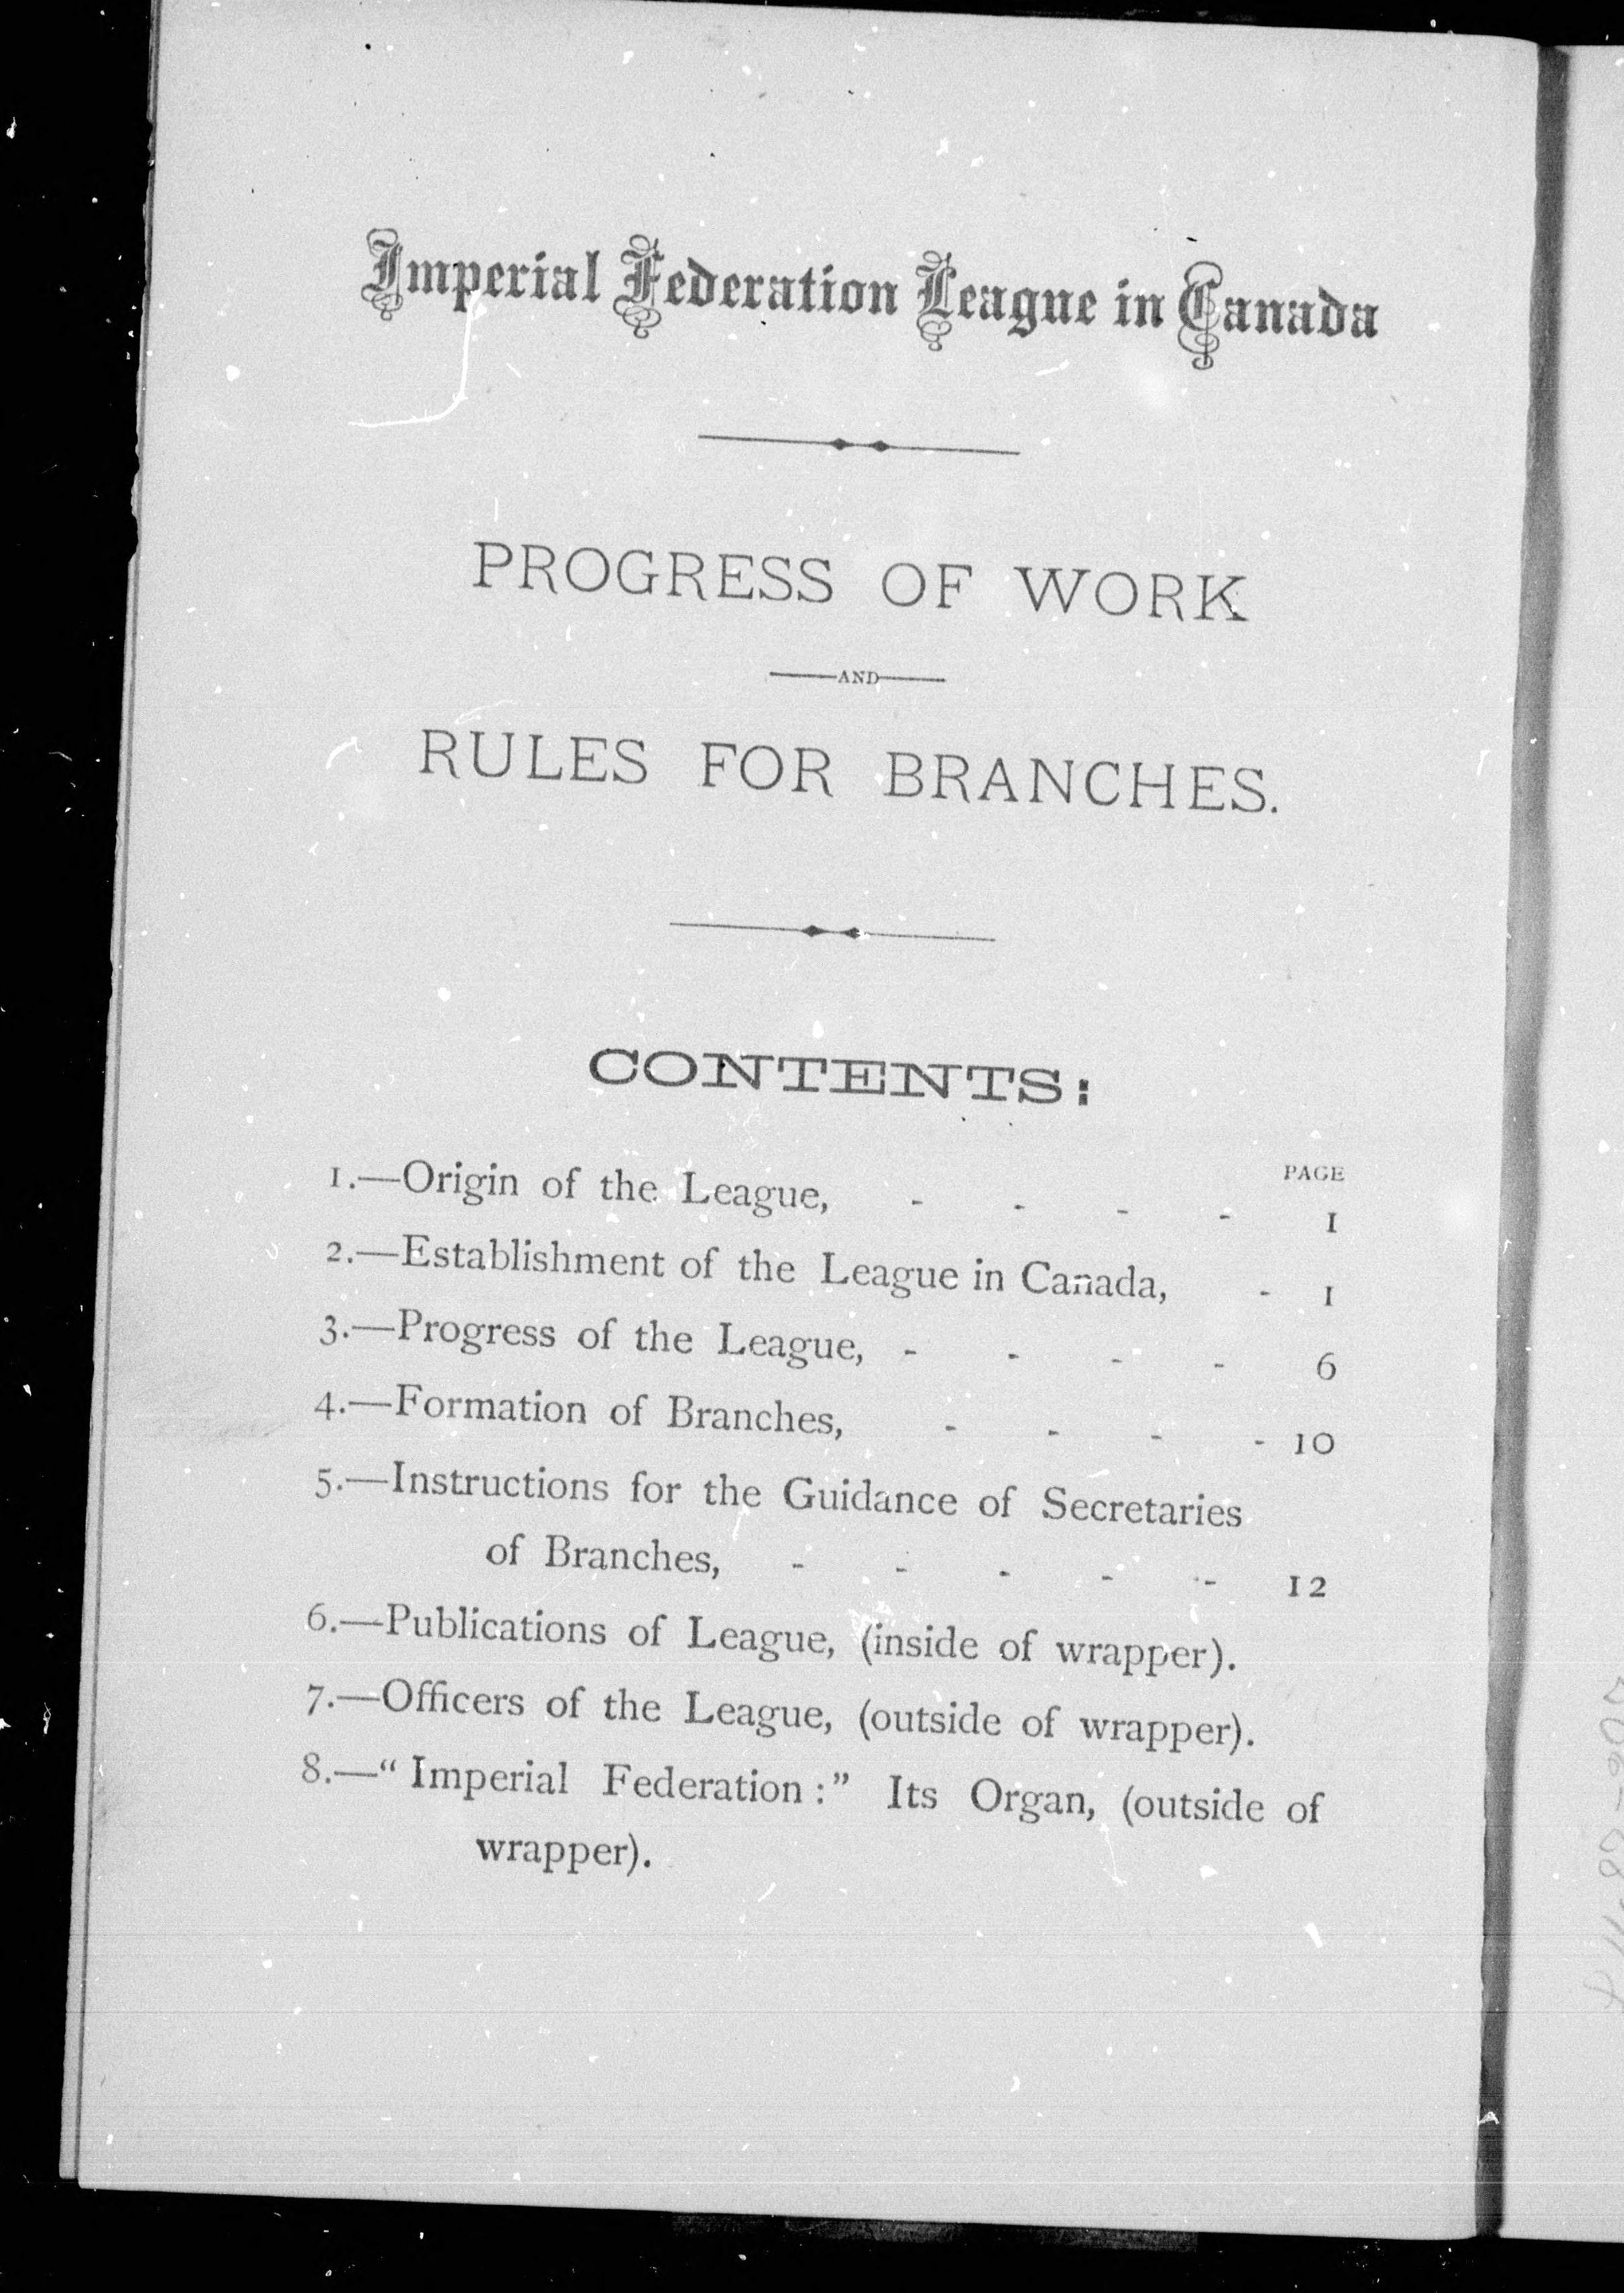 Imperial Federation League in Canada
PROGRESS OF WORK
AND
RULES FOR BRANCHES.
CONTENTS:
PAGE
1.—Origin of the League, - - - - 1
2.—Establishment of the League in Canada, - 1
3.—Progress of the League, - - - - 6
4.—Formation of Branches, - - - - 10
5.—Instructions for the Guidance of Secretaries
of Branches, - - - - - 12
6.—Publications of League, (inside of wrapper).
7.—Officers of the League, (outside of wrapper).
8.—“Imperial Federation:” Its Organ, (outside of
wrapper).